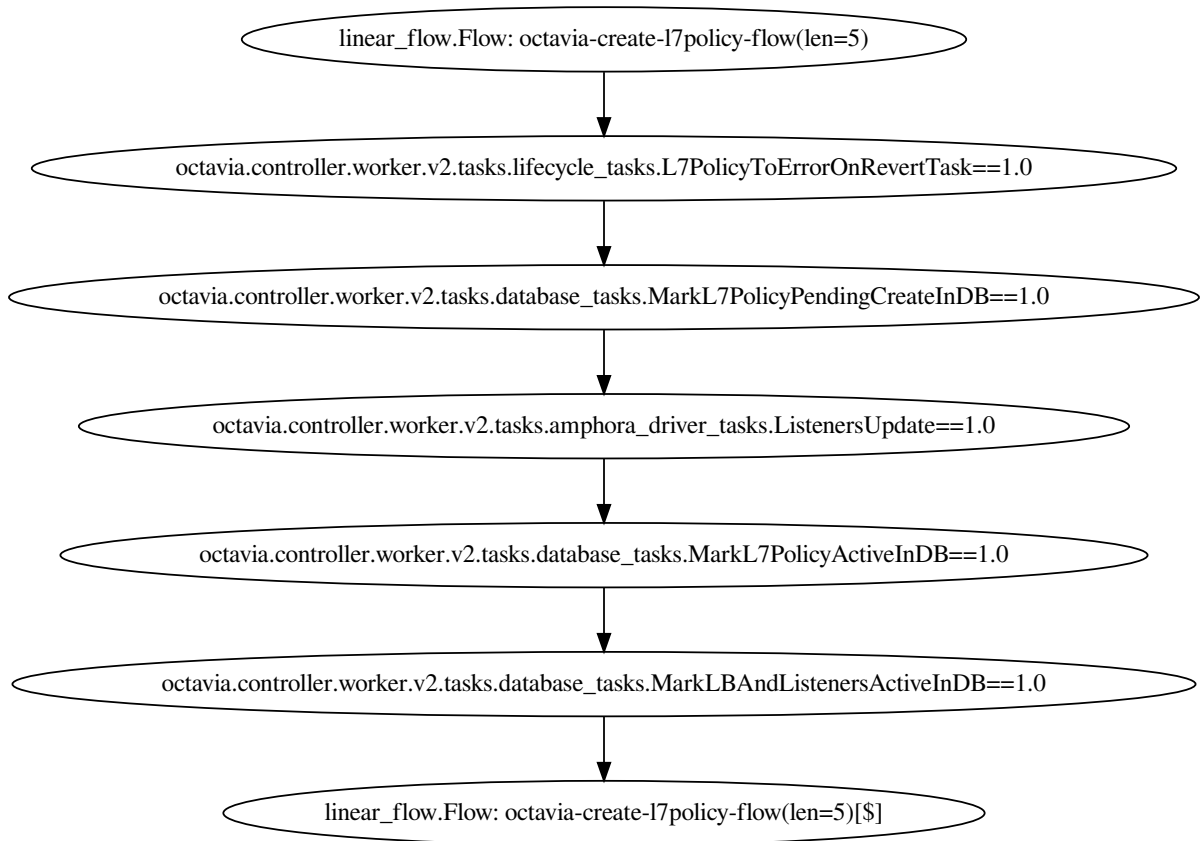 linear_flow.Flow: octavia-create-l7policy-flow(len=5)
octavia.controller.worker.v2.tasks.lifecycle_tasks.L7PolicyToErrorOnRevertTask==1.0
octavia.controller.worker.v2.tasks.database_tasks.MarkL7PolicyPendingCreateInDB==1.0
octavia.controller.worker.v2.tasks.amphora_driver_tasks.ListenersUpdate==1.0
octavia.controller.worker.v2.tasks.database_tasks.MarkL7PolicyActiveInDB==1.0
octavia.controller.worker.v2.tasks.database_tasks.MarkLBAndListenersActiveInDB==1.0
linear_flow.Flow: octavia-create-l7policy-flow(len=5)[$]